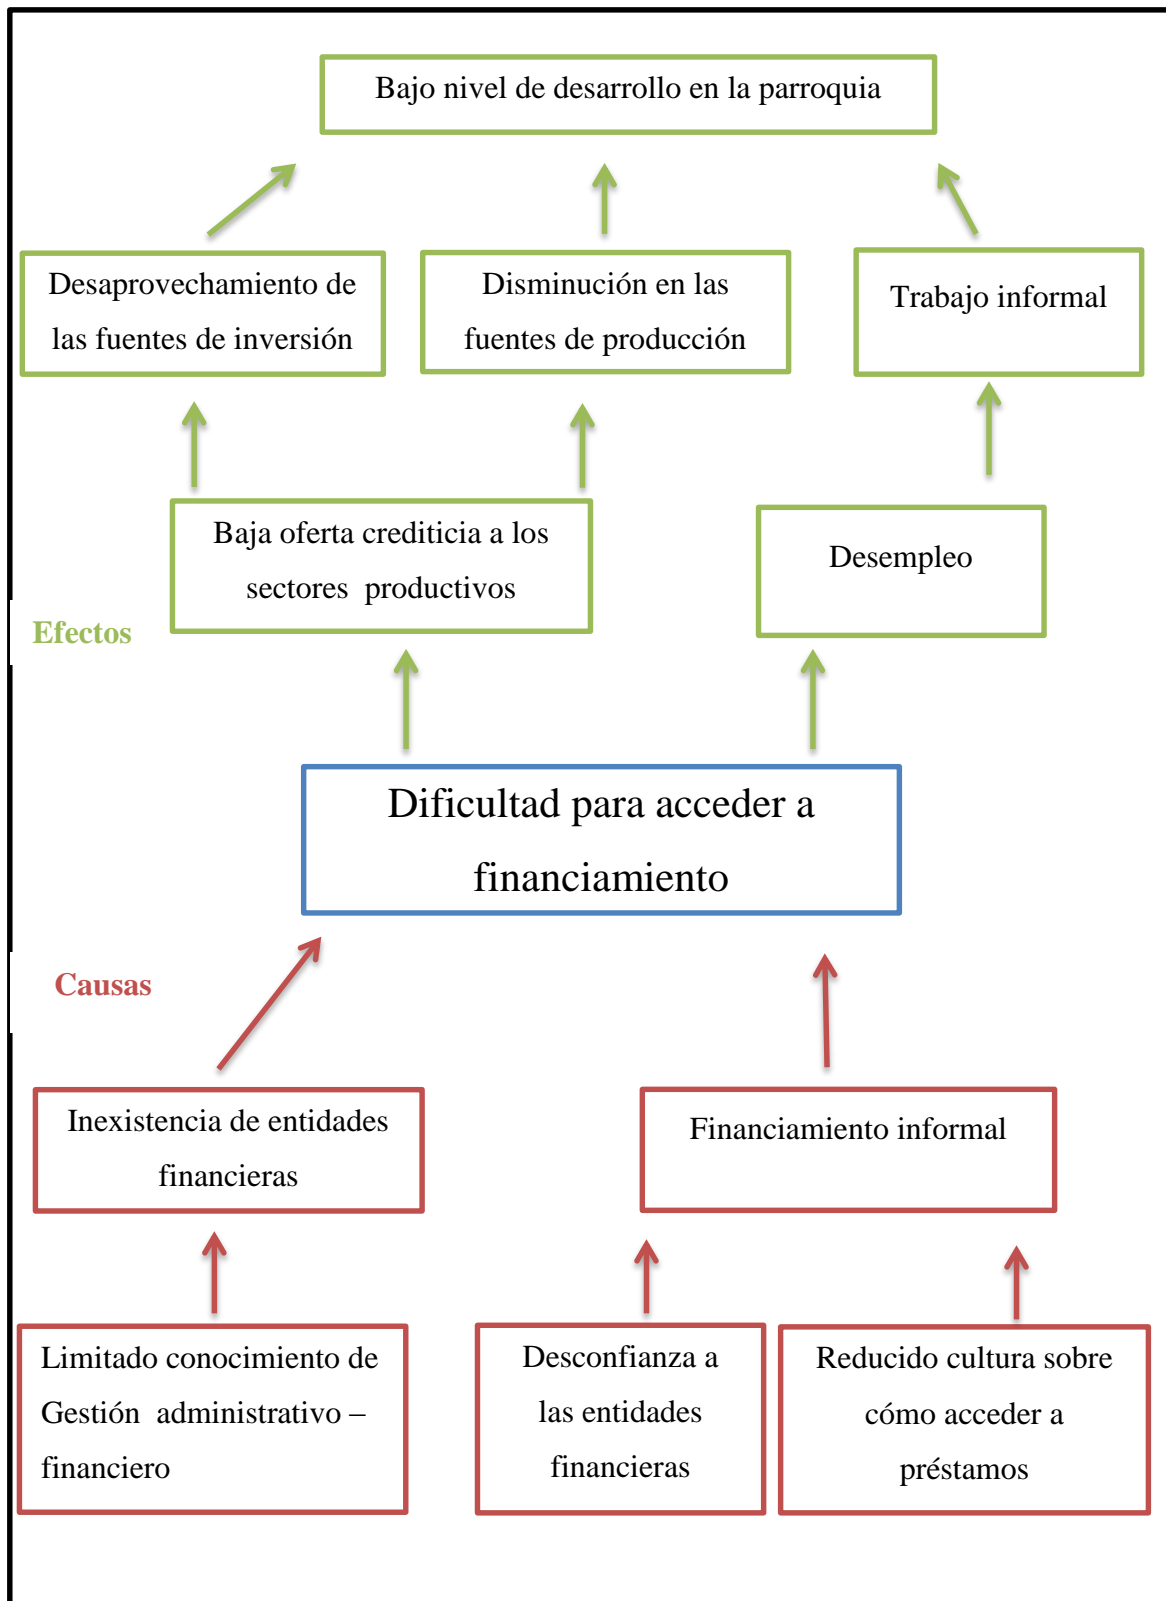 Bajo nivel de desarrollo en la parroquia
Desaprovechamiento de
las fuentes de inversión
Disminución en las
fuentes de producción
Trabajo informal
Baja oferta crediticia a los
sectores  productivos
Desempleo
Efectos
Dificultad para acceder a
financiamiento
Causas
Inexistencia de entidades
financieras
Financiamiento informal
Limitado conocimiento de
Gestión  administrativo –
financiero
Desconfianza a
las entidades
financieras
Reducido cultura sobre
cómo acceder a
préstamos